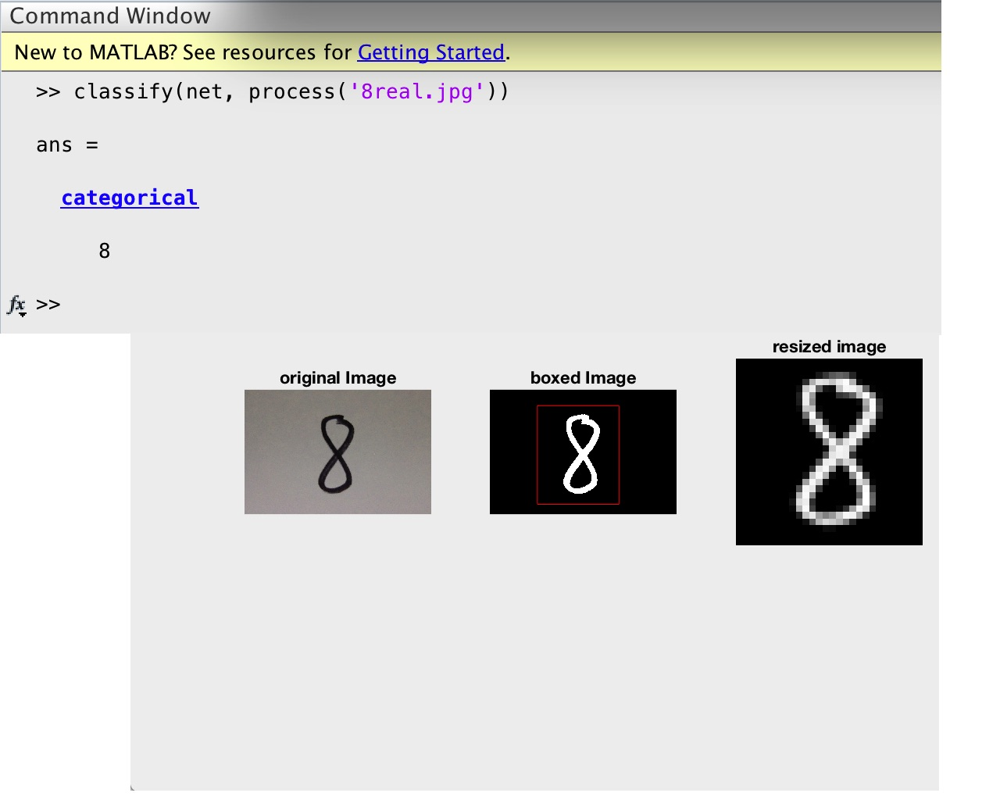 Command Window
New to MATLAB? See resources for Getting Started.
>> classify(net, process('8real.jpg'))
ans =
categorical
8
fx >>
resized image
original Image
boxed Image
8
8
8